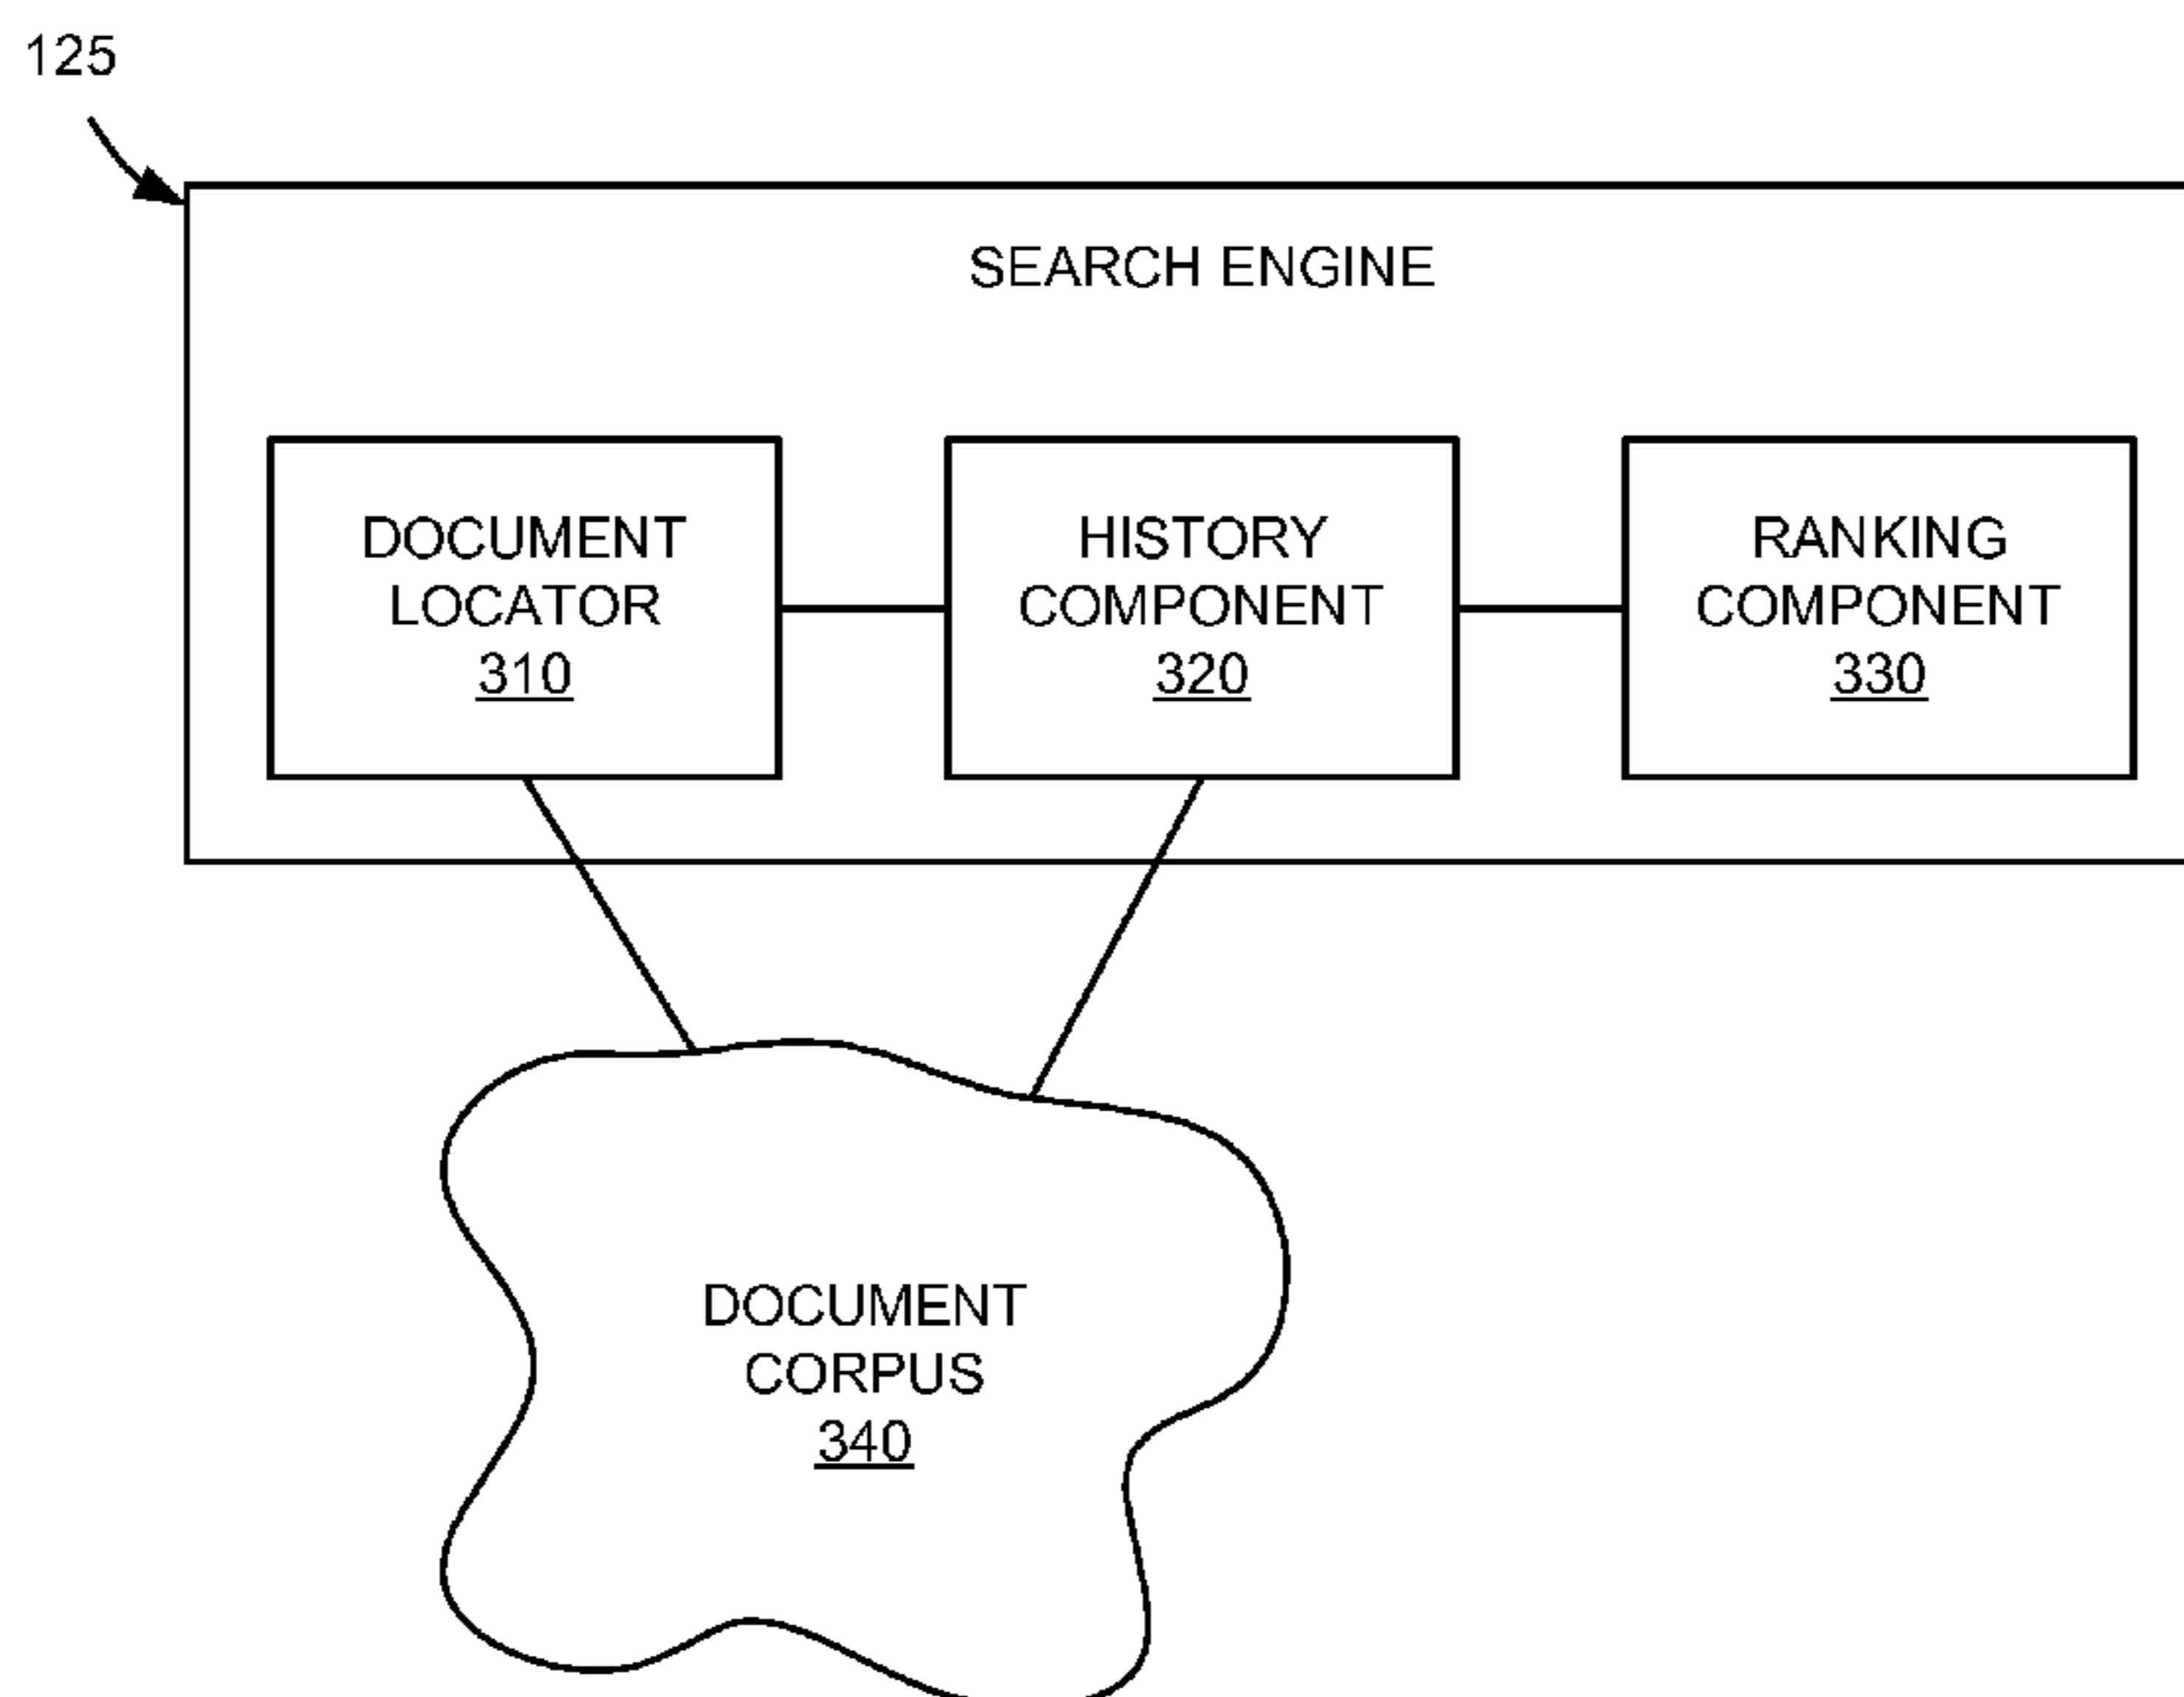 125
SEARCH ENGINE
DOCUMENT
LOCATOR
310
HISTORY
COMPONENT
320
RANKING
COMPONENT
330
DOCUMENT
CORPUS
340